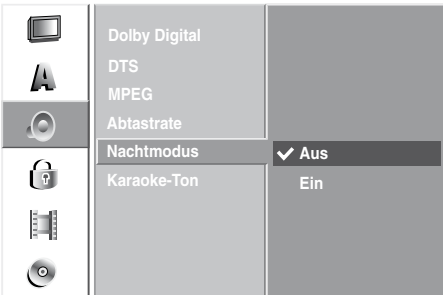 Dolby Digital
DTS
MPEG
Abtastrate
Nachtmodus
Aus
Karaoke-Ton
Ein